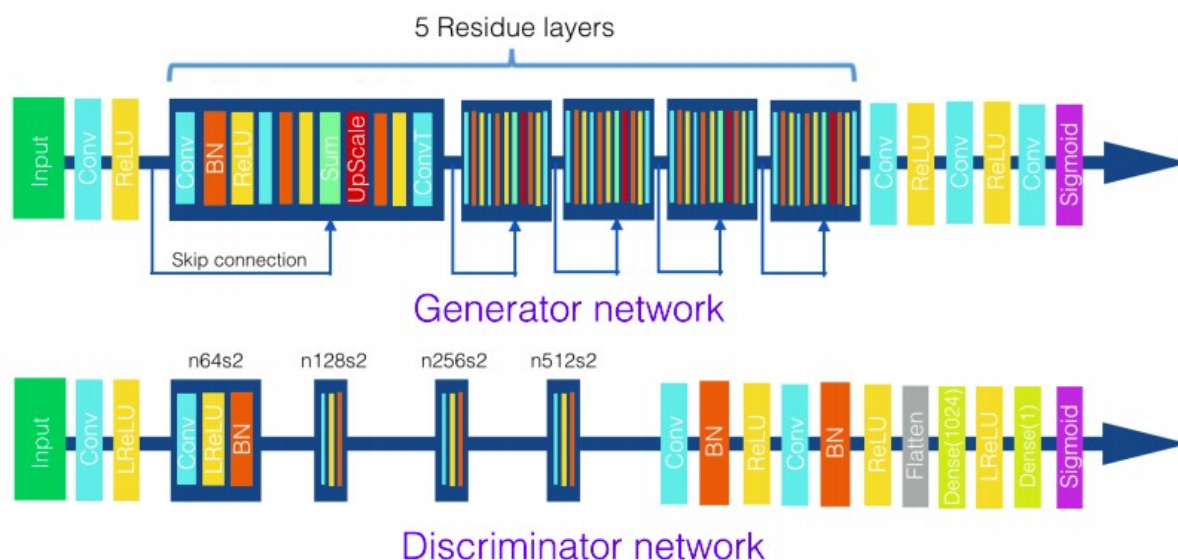 5 Residue layers
Input
Conv
ReLU
Conv
BN
ReLU
Sum
UpScale
ConvT
Conv
ReLU
Conv
ReLU
Conv
Sigmoid
Skip connection
Generator network
n64s2
n128s2
n256s2
n512s2
Input
Conv
LReLU
Conv
LReLU
BN
Conv
BN
ReLU
Conv
BN
ReLU
Flatten
Dense(1024)
LReLU
Dense(1)
Sigmoid
Discriminator network